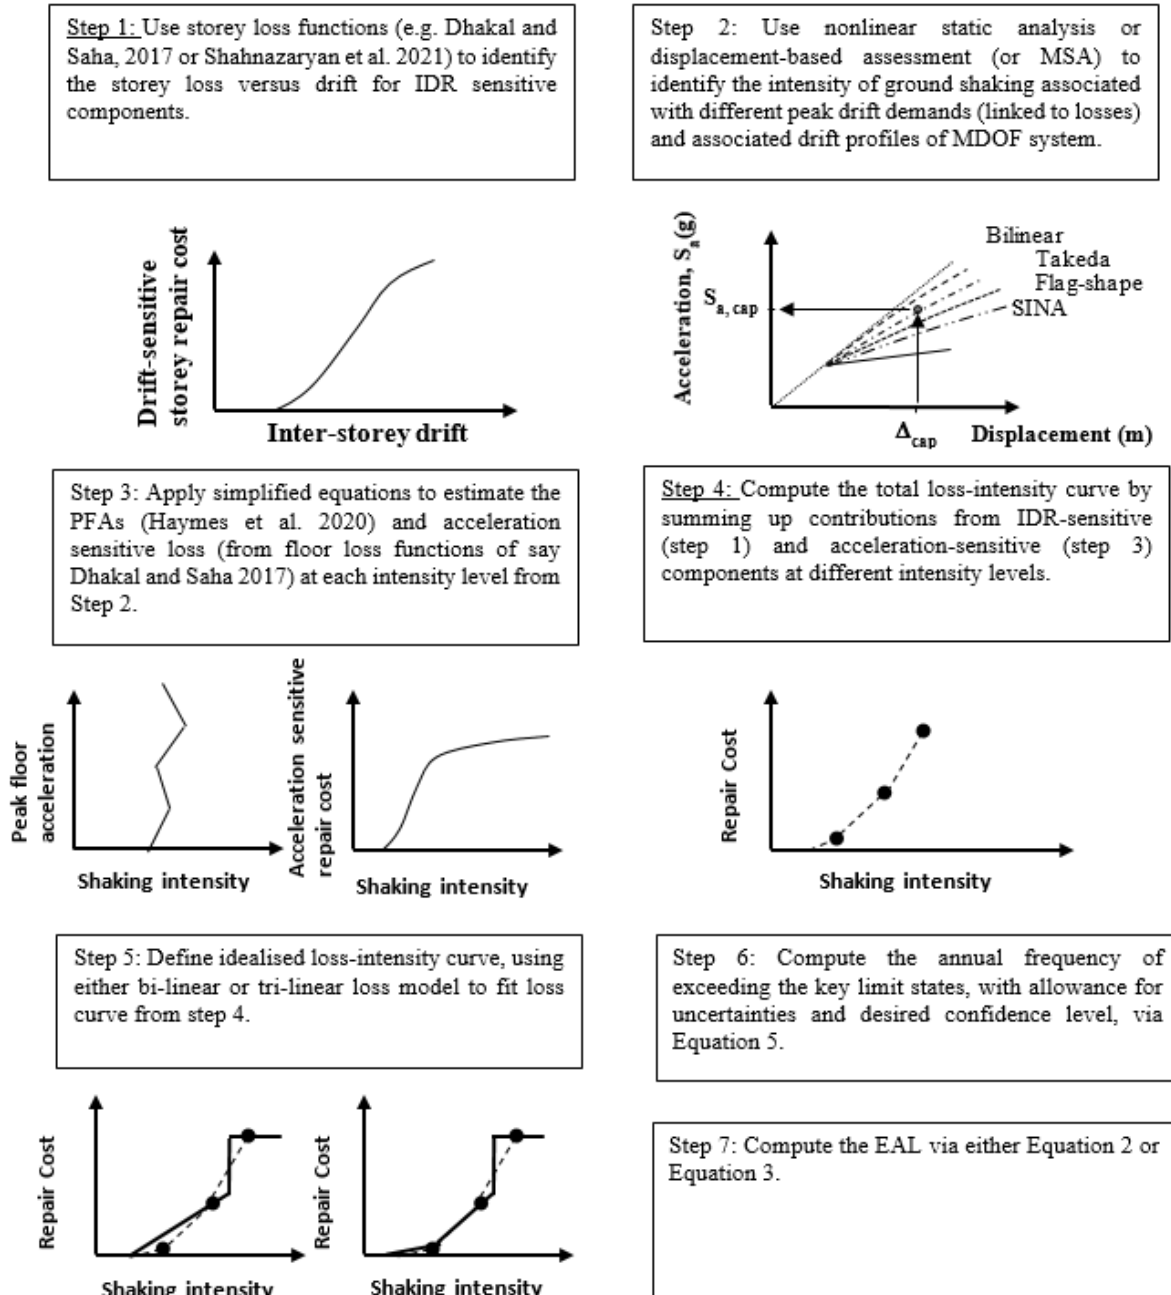 Step 1: Use storey loss functions (e.g. Dhakal and
Saha, 2017 or Shahnazaryan et al. 2021) to identify
the storey loss versus drift for IDR sensitive
components.
Step 2: Use nonlinear static analysis or
displacement-based assessment (or MSA) to
identify the intensity of ground shaking associated
with different peak drift demands (linked to losses)
and associated drift profiles of MDOF system.
Drift-sensitive
storey repair cost
Inter-storey drift
Acceleration, Sa(g)
Sa, cap
Bilinear
Takeda
Flag-shape
SINA
Δcap
Displacement (m)
Step 3: Apply simplified equations to estimate the
PFAs (Haymes et al. 2020) and acceleration
sensitive loss (from floor loss functions of say
Dhakal and Saha 2017) at each intensity level from
Step 2.
Step 4: Compute the total loss-intensity curve by
summing up contributions from IDR-sensitive
(step 1) and acceleration-sensitive (step 3)
components at different intensity levels.
Peak floor
acceleration
Shaking intensity
Acceleration sensitive
repair cost
Shaking intensity
Repair Cost
Shaking intensity
Step 5: Define idealised loss-intensity curve, using
either bi-linear or tri-linear loss model to fit loss
curve from step 4.
Step 6: Compute the annual frequency of
exceeding the key limit states, with allowance for
uncertainties and desired confidence level, via
Equation 5.
Repair Cost
Shaking intensity
Repair Cost
Shaking intensity
Step 7: Compute the EAL via either Equation 2 or
Equation 3.